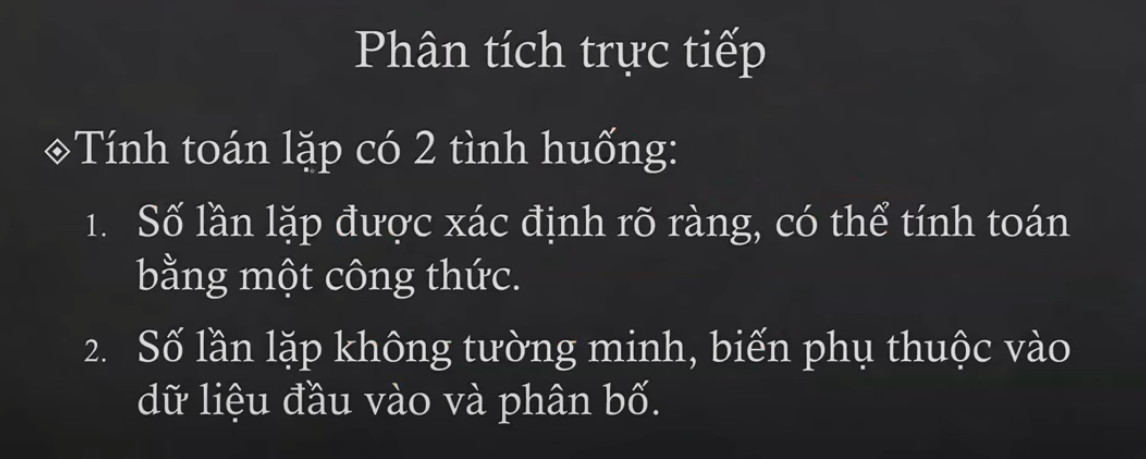 Phân tích trực tiếp
Tính toán lặp có 2 tình huống:
1. Số lần lặp được xác định rõ ràng, có thể tính toán
bằng một công thức.
2. Số lần lặp không tường minh, biến phụ thuộc vào
dữ liệu đầu vào và phân bố.